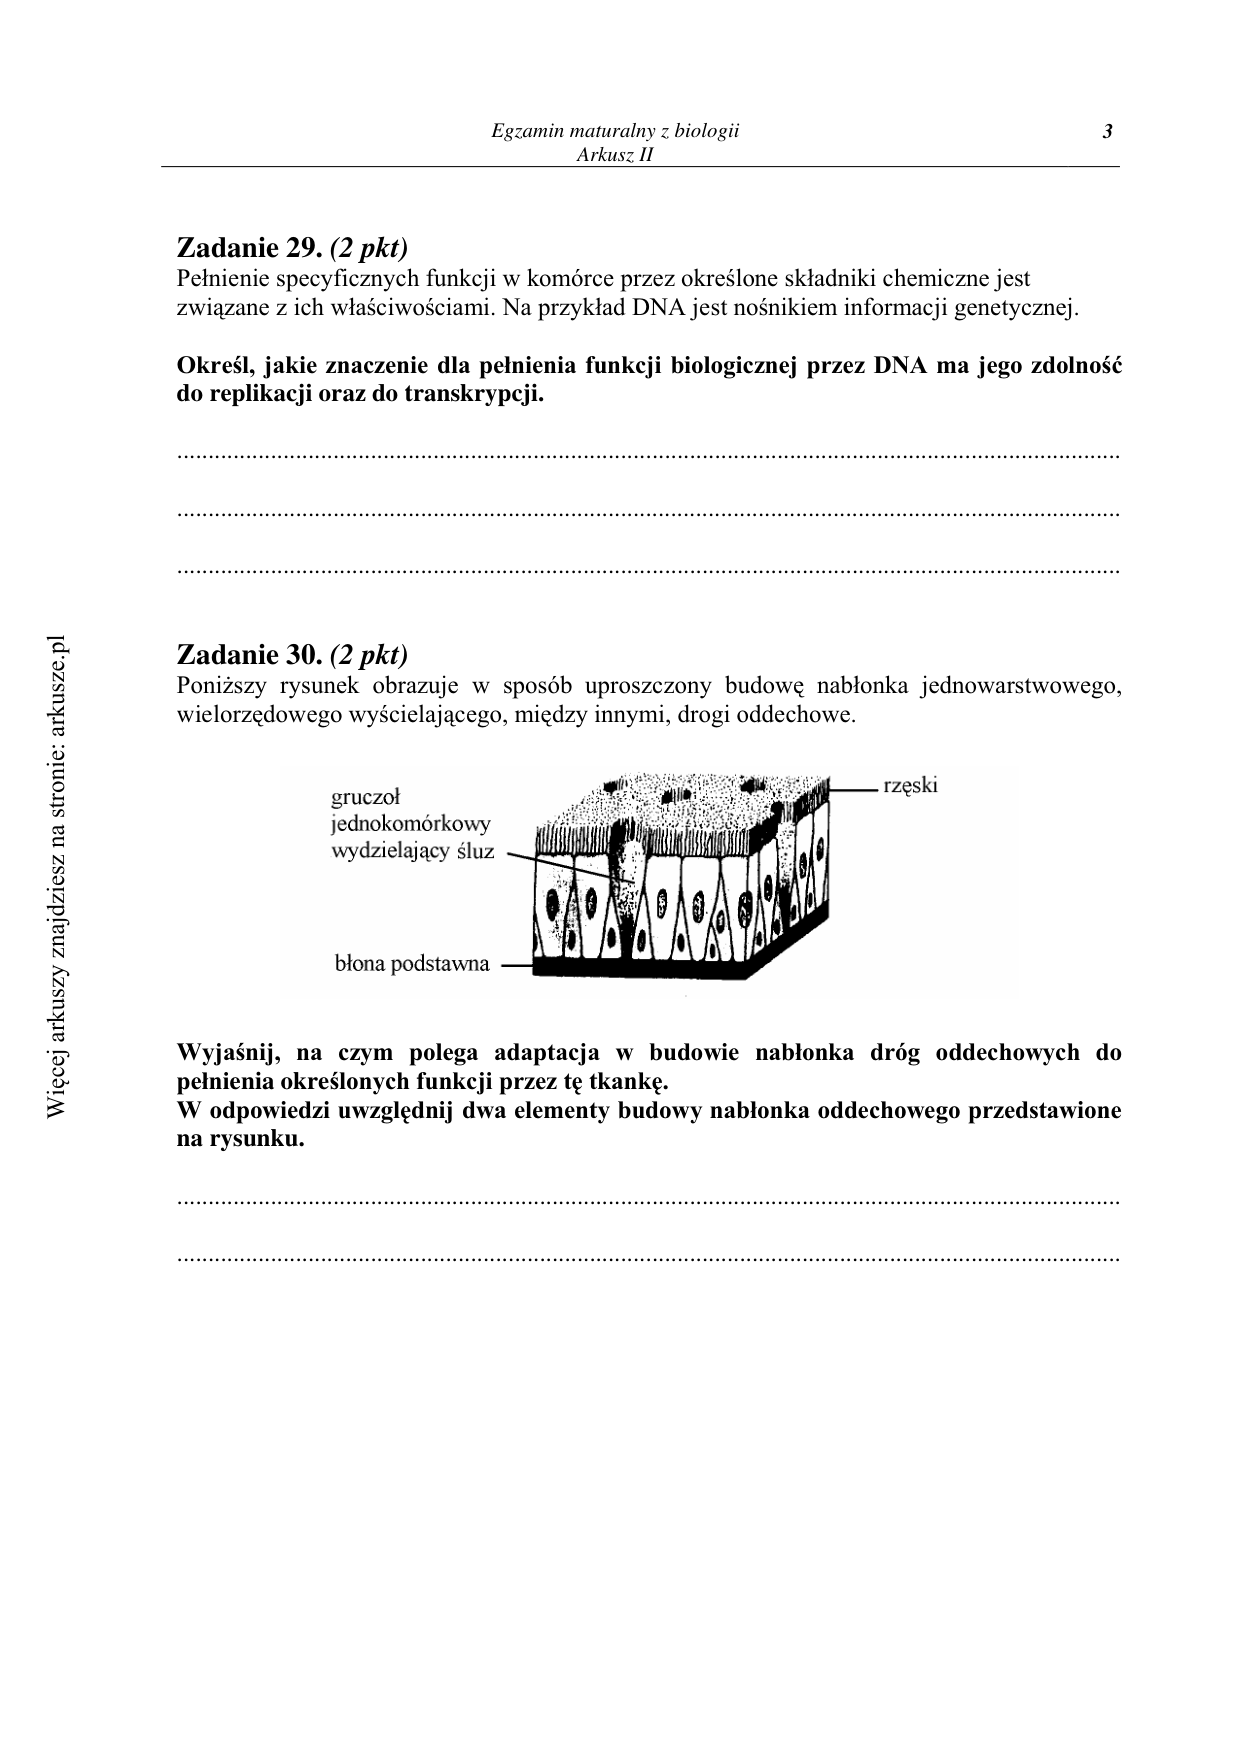 Egzamin maturalny z biologii
3
Arkusz II
Zadanie 29. (2 pkt)
Pełnienie specyficznych funkcji w komórce przez określone składniki chemiczne jest
związane z ich właściwościami. Na przykład DNA jest nośnikiem informacji genetycznej.
Określ, jakie znaczenie dla pełnienia funkcji biologicznej przez DNA ma jego zdolność
do replikacji oraz do transkrypcji.
Zadanie 30. (2 pkt)
Poniższy rysunek obrazuje w sposób uproszczony budowę nabłonka jednowarstwowego,
wielorzędowego wyścielającego, między innymi, drogi oddechowe.
gruczoł
jednokomórkowy
wydzielający śluz
rzęski
błona podstawna
Wyjaśnij, na czym polega adaptacja w budowie nabłonka dróg oddechowych do
pełnienia określonych funkcji przez tę tkankę.
W odpowiedzi uwzględnij dwa elementy budowy nabłonka oddechowego przedstawione
na rysunku.
Więcej arkuszy znajdziesz na stronie: arkusze.pl